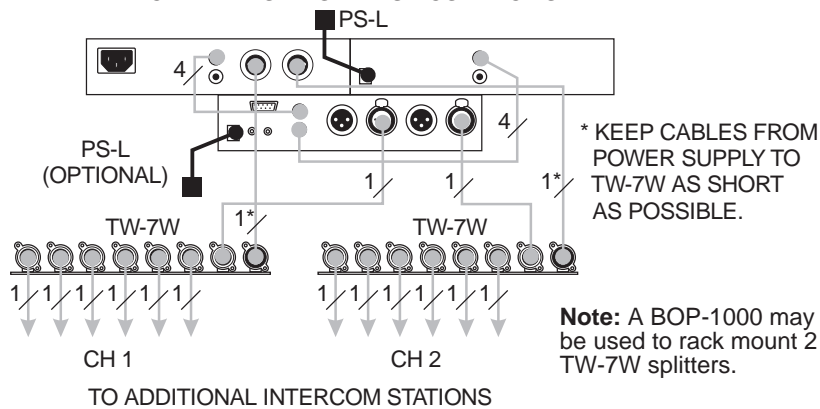 PS-L
4
4
PS-L
(OPTIONAL)
* KEEP CABLES FROM
POWER SUPPLY TO
TW-7W AS SHORT
AS POSSIBLE.
1 1 1*
1*
TW-7W TW-7W
1 1 1 1 1 1 1 1 1 1 1 1
CH 1 CH 2
Note: A BOP-1000 may
be used to rack mount 2
TW-7W splitters.
TO ADDITIONAL INTERCOM STATIONS